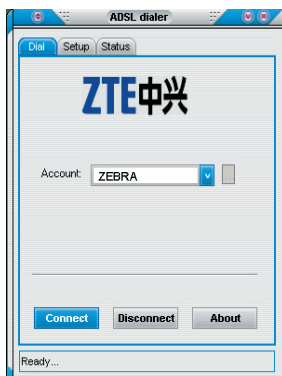 ADSL dialer
Dial Setup Status
ZTE中兴
Account: ZEBRA
Connect Disconnect About
Ready...